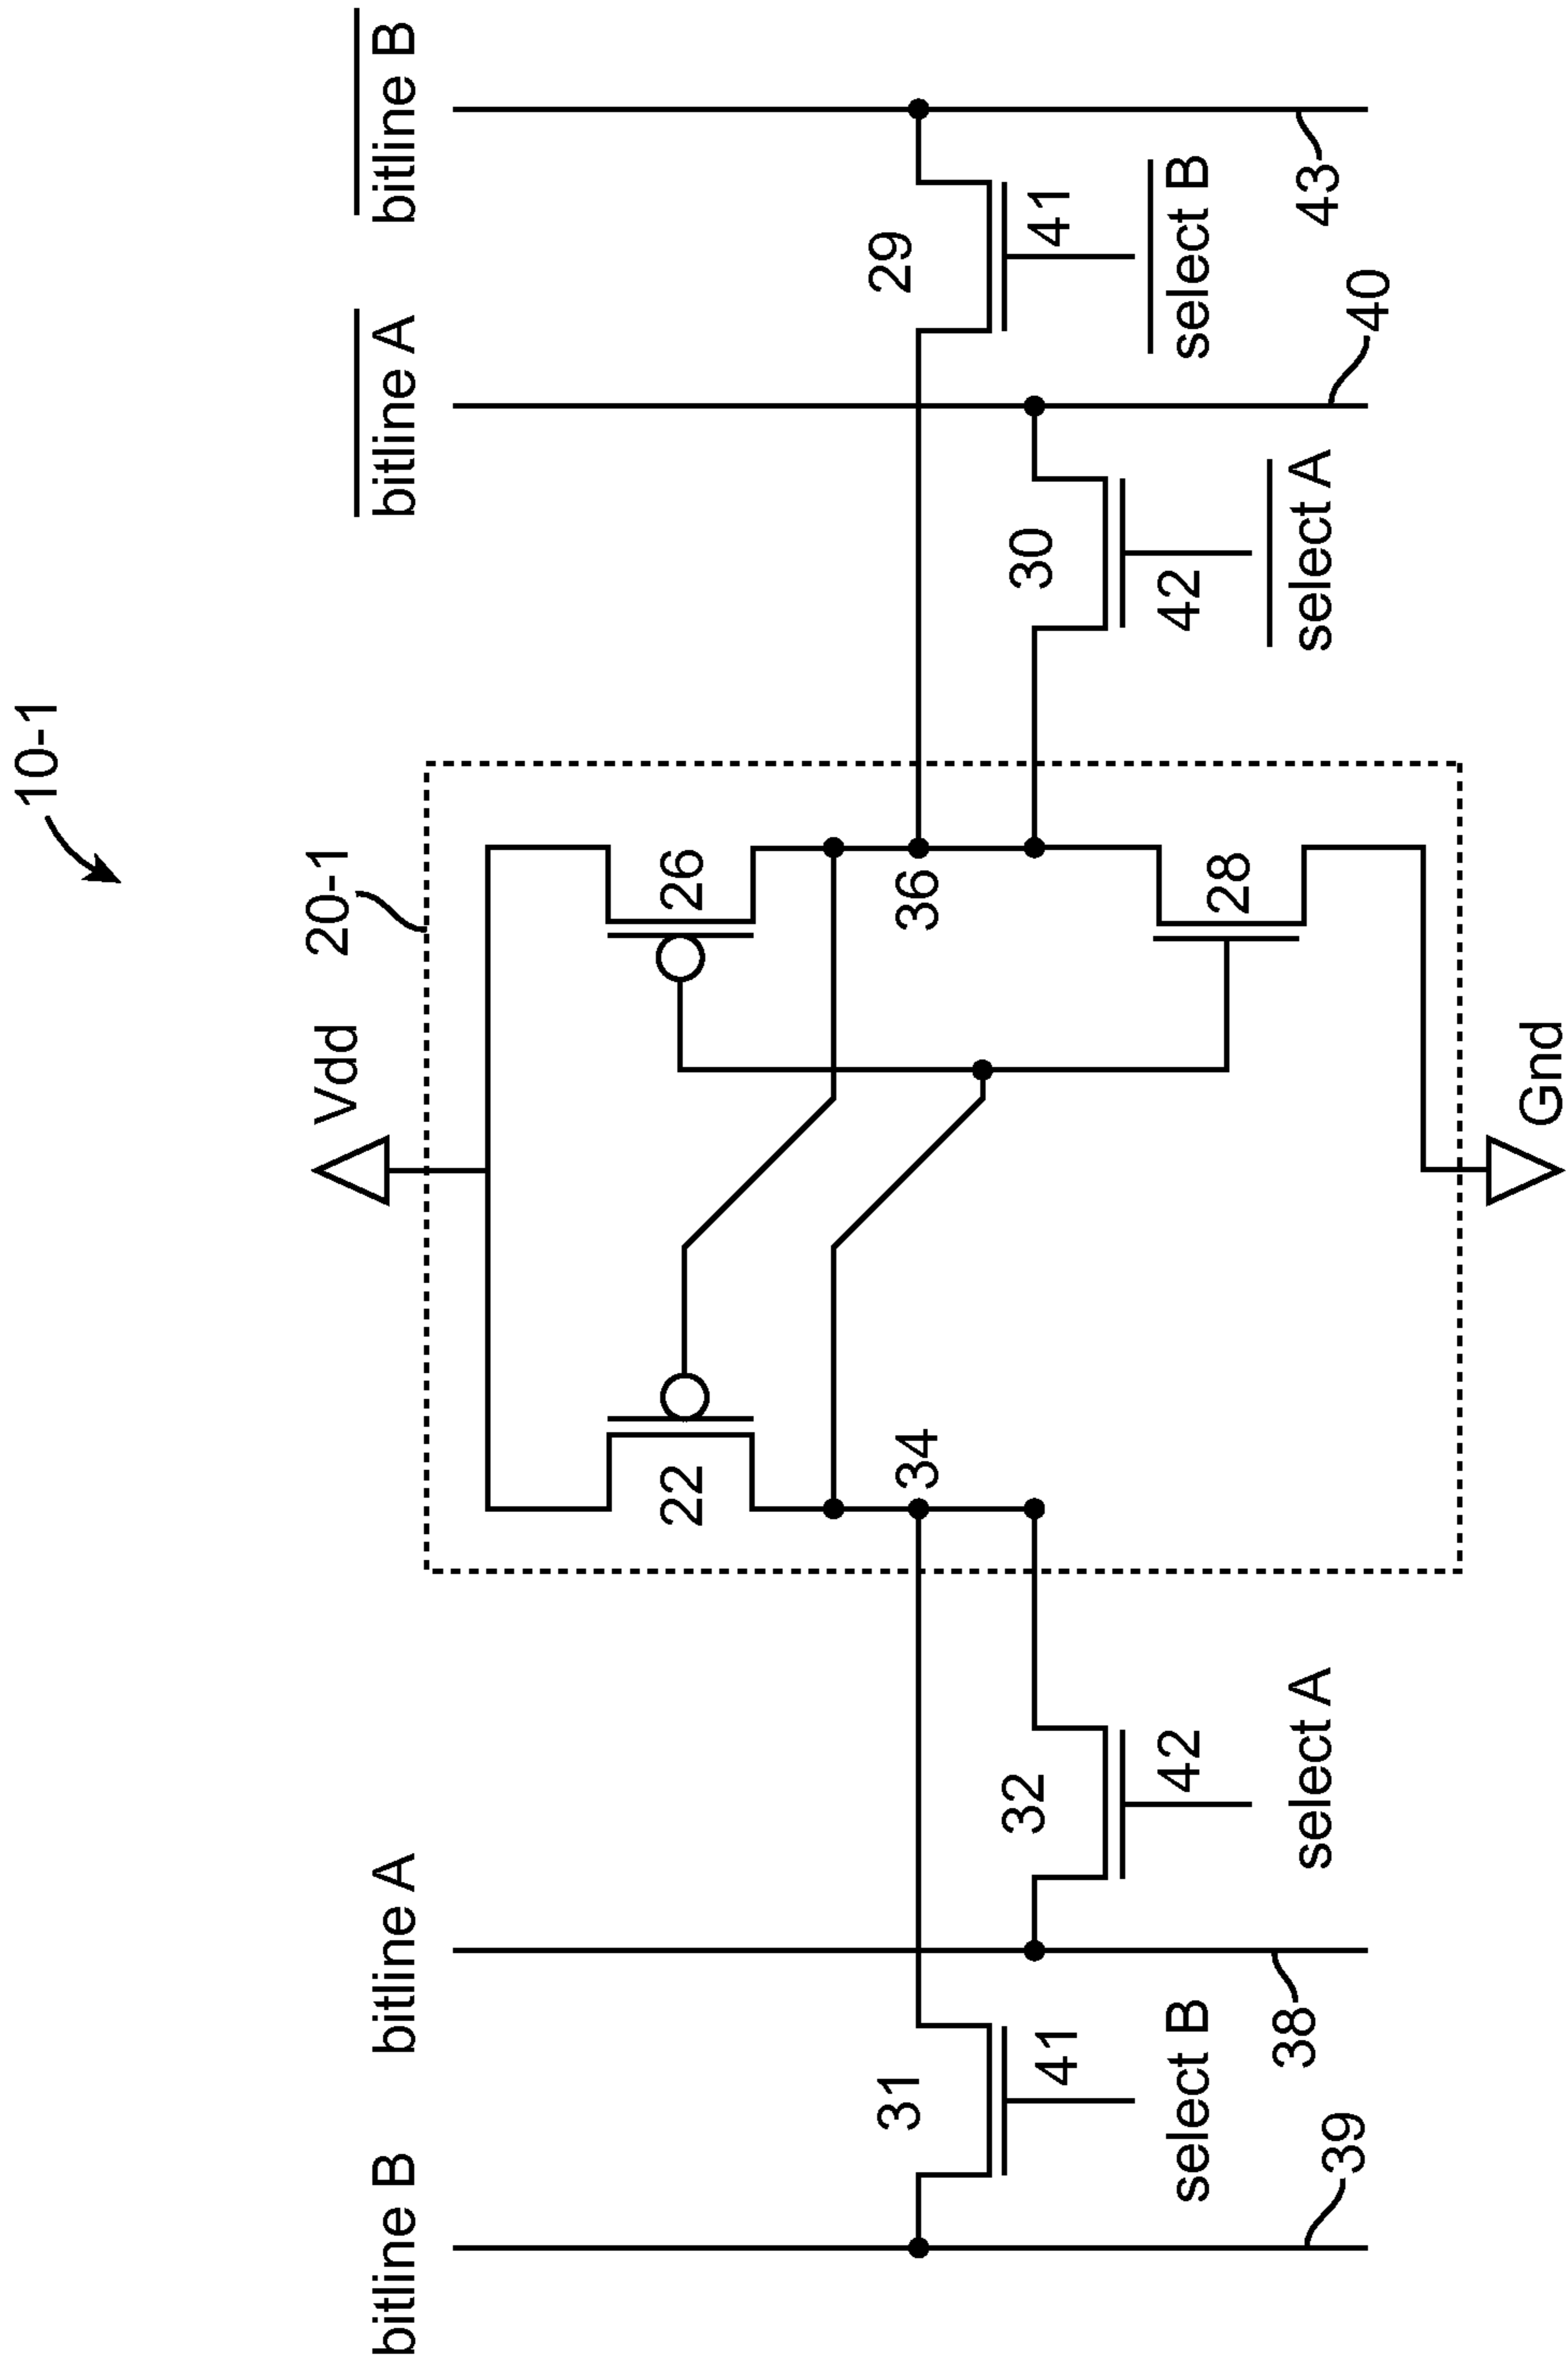 10-1
Vdd
20-1
bitline B
bitline A
bitline A
bitline B
22
26
31
34
36
29
32
30
41
41
42
42
28
select B
select B
select A
select A
38
39
43
40
Gnd